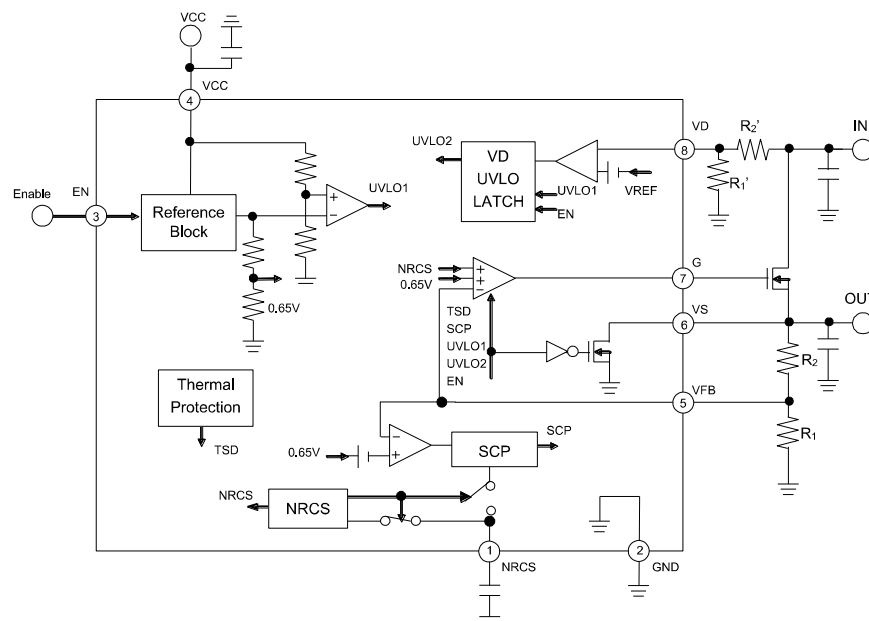 VCC
VCC
4
VD
R2'
IN
UVLO2
VD
UVLO
LATCH
8
R1'
UVLO1
VREF
EN
Enable
EN
3
Reference
Block
+
−
UVLO1
0.65V
NRCS
0.65V
+
+
−
G
7
TSD
SCP
UVLO1
UVLO2
EN
VS
6
OUT
R2
VFB
5
R1
Thermal
Protection
TSD
0.65V
−
+
SCP
SCP
NRCS
NRCS
1
NRCS
2
GND